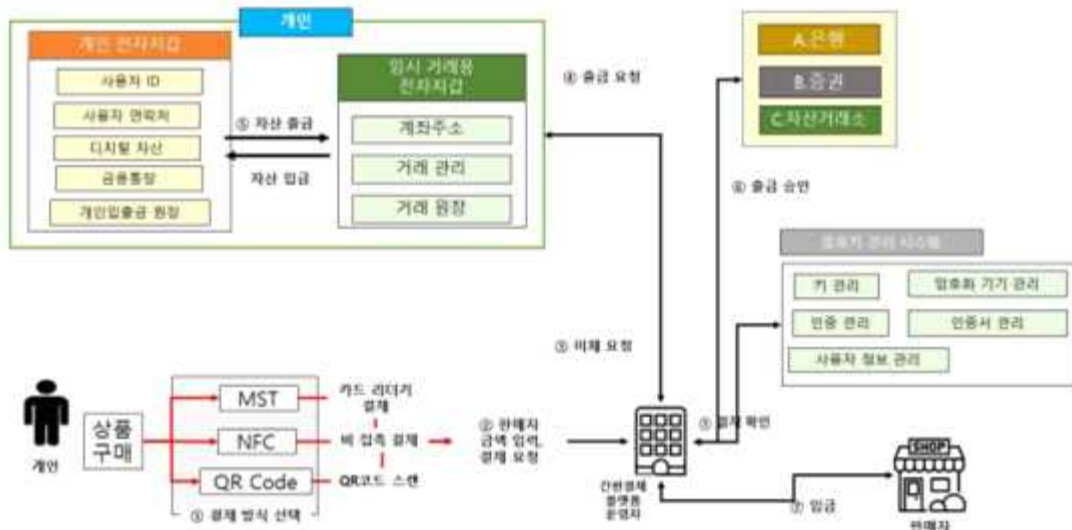 개인
개인 전자지갑
사용자 ID
사용자 연락처
디지털 자산
금융통장
개인입출금 원장
⑤ 자산 출금
자산 입금
임시 거래용
전자지갑
계좌주소
거래 관리
거래 원장
④ 출금 요청
A.은행
B.증권
C.자산거래소
⑥ 출금 승인
암호키 관리 시스템
키 관리
암호화 기기 관리
인증 관리
인증서 관리
사용자 정보 관리
③ 이체 요청
개인
상품
구매
MST
NFC
QR Code
① 결제 방식 선택
카드 리더기
결제
비 접촉 결제
QR코드 스캔
② 판매자
금액 입력,
결제 요청
간편결제
플랫폼
운영자
결제 확인
⑦ 입금
SHOP
판매자